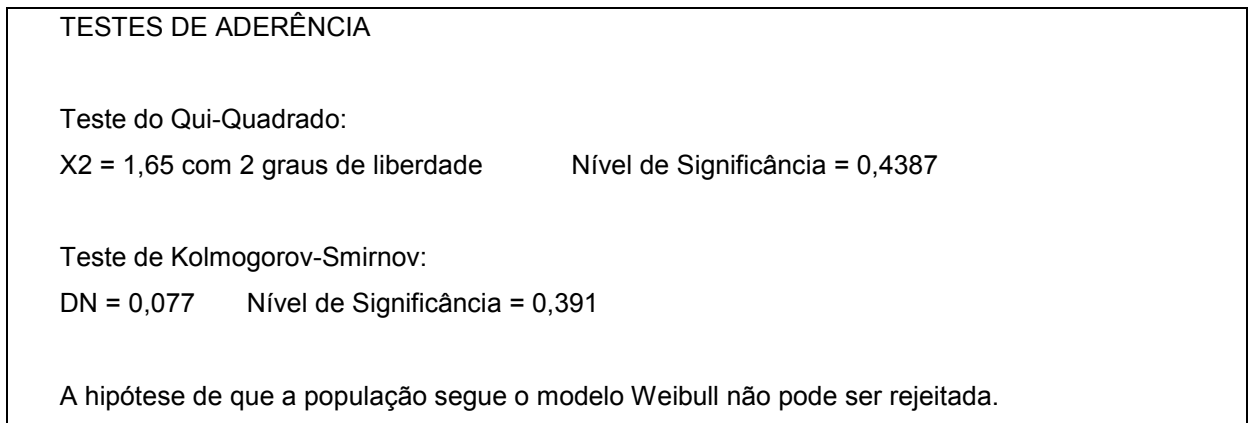 TESTES DE ADERÊNCIA
Teste do Qui-Quadrado:
X2 = 1,65 com 2 graus de liberdade Nível de Significância = 0,4387
Teste de Kolmogorov-Smirnov:
DN = 0,077 Nível de Significância = 0,391
A hipótese de que a população segue o modelo Weibull não pode ser rejeitada.